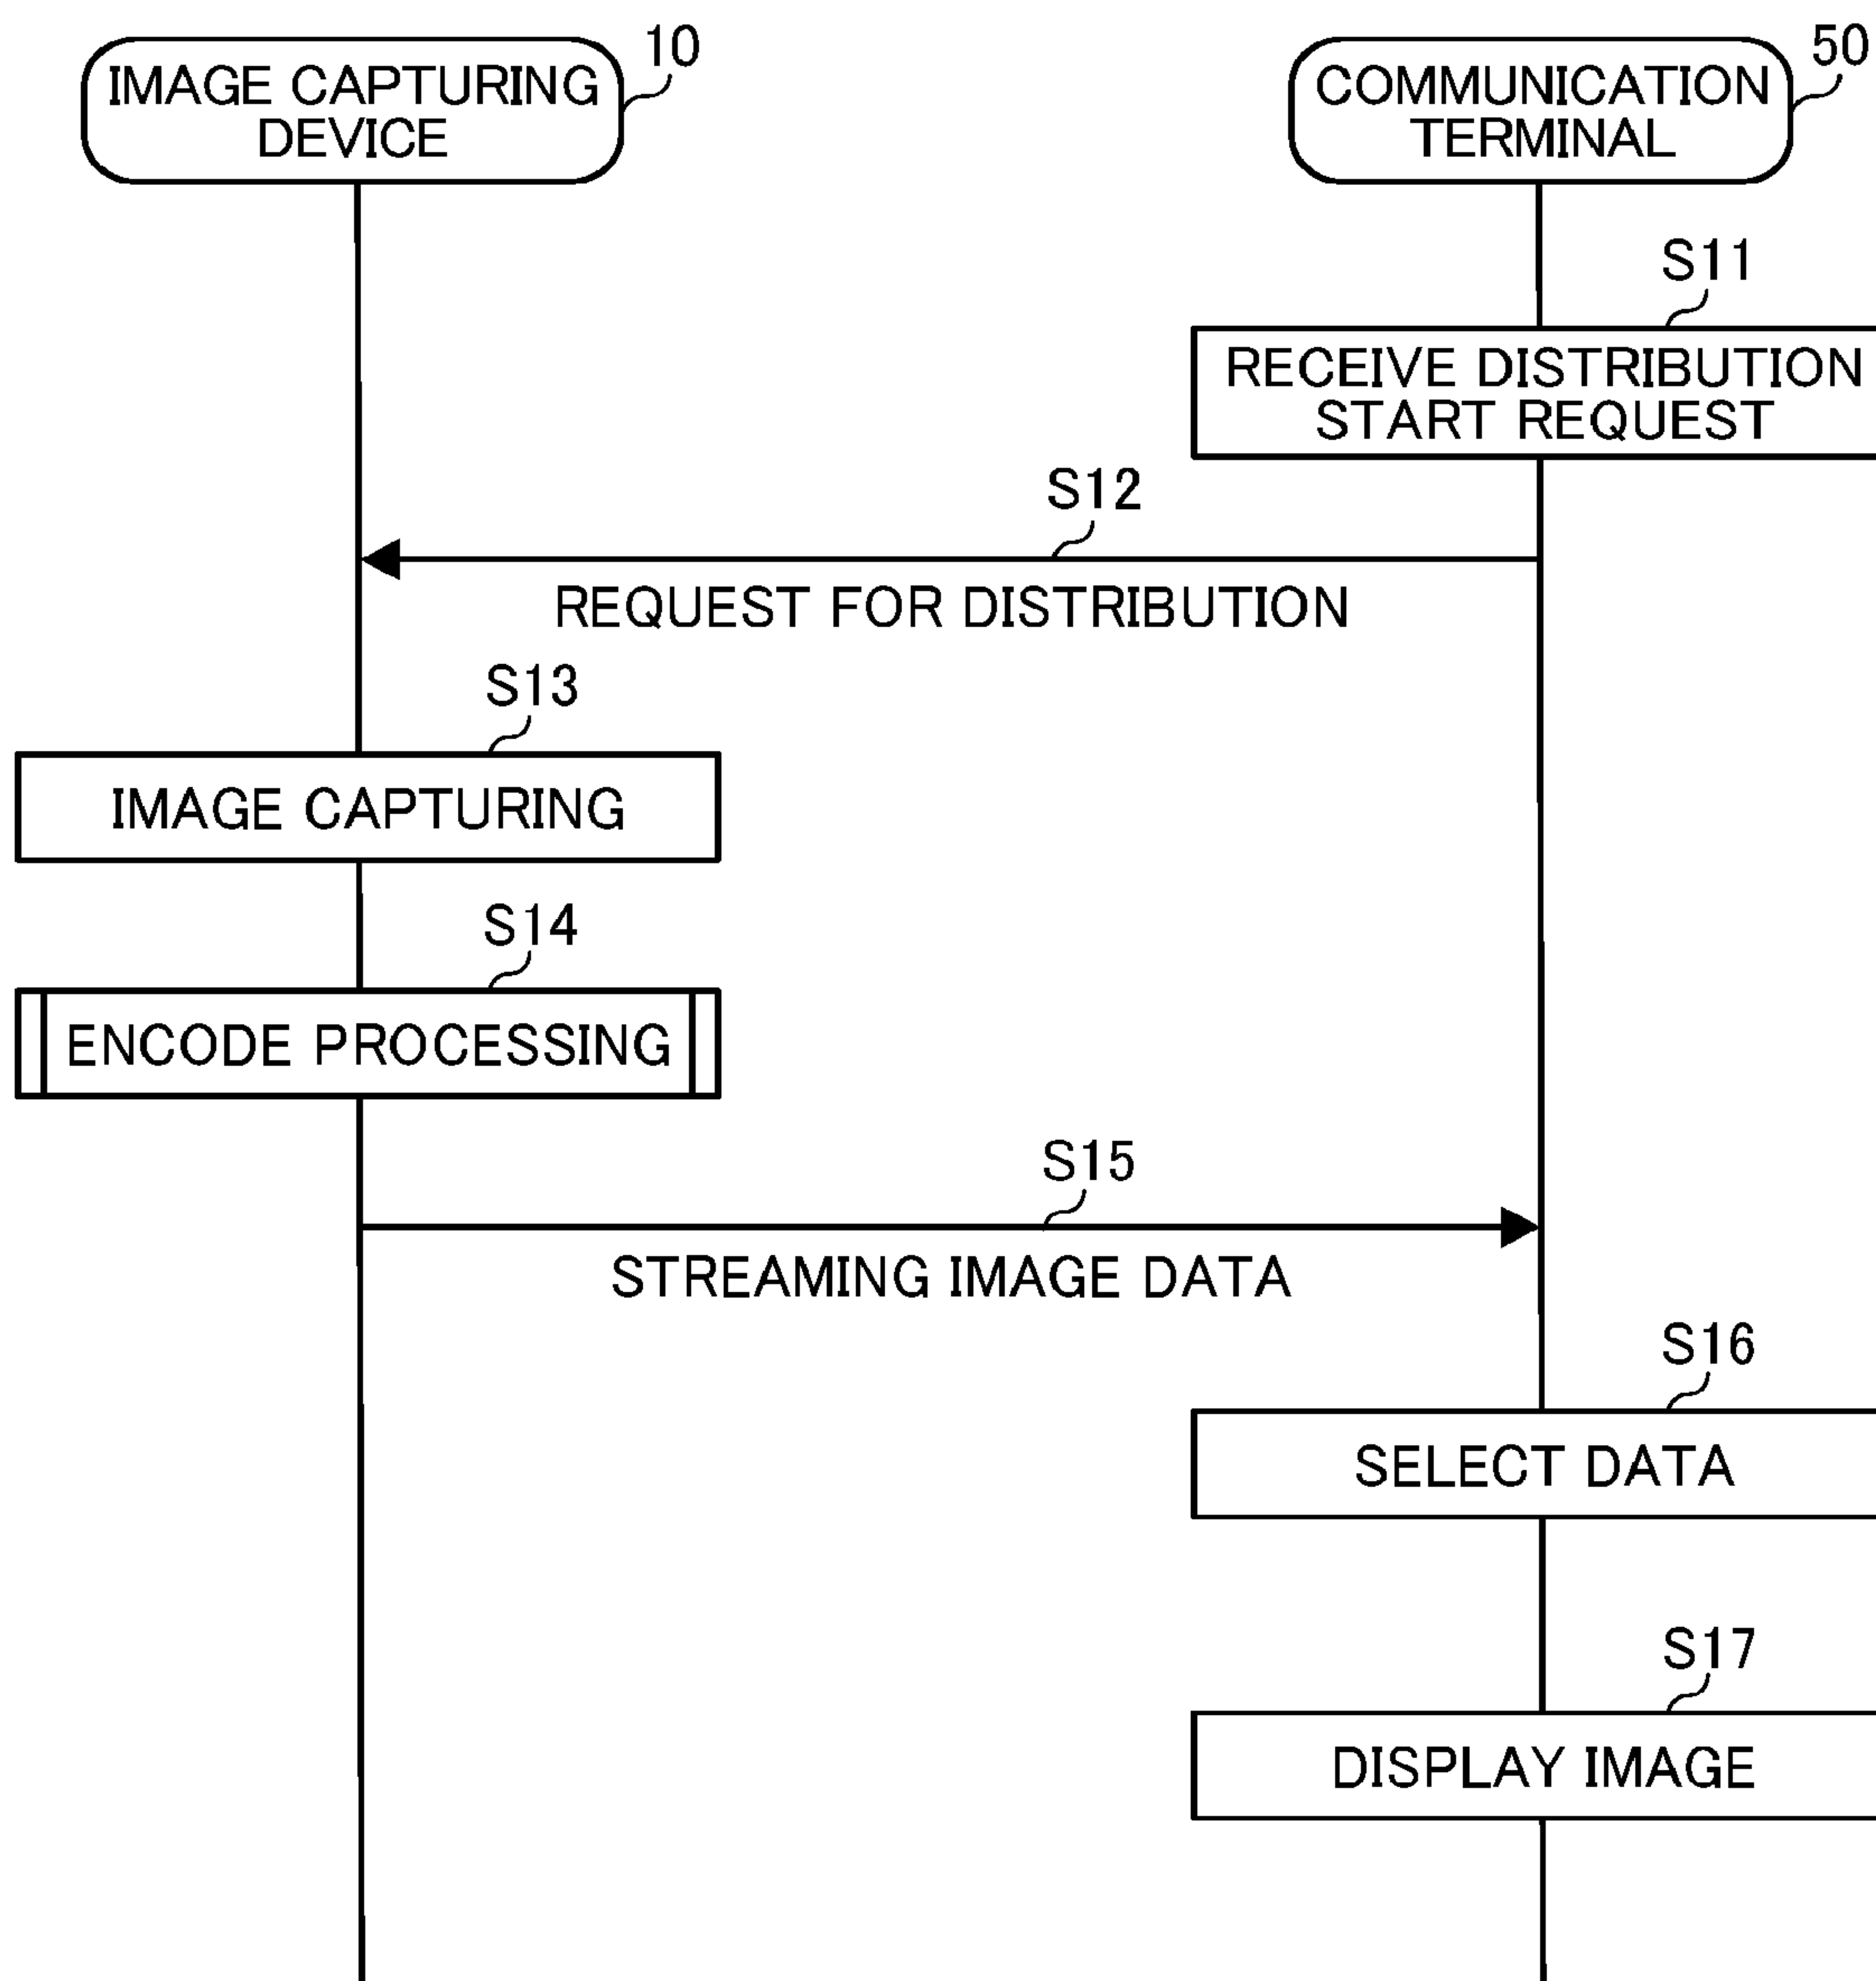 IMAGE CAPTURING
DEVICE
10
COMMUNICATION
TERMINAL
50
S11
RECEIVE DISTRIBUTION
START REQUEST
S12
REQUEST FOR DISTRIBUTION
S13
IMAGE CAPTURING
S14
ENCODE PROCESSING
S15
STREAMING IMAGE DATA
S16
SELECT DATA
S17
DISPLAY IMAGE